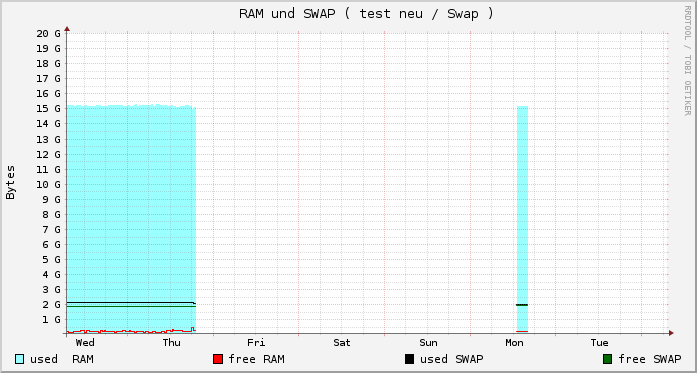 RAM und SWAP ( test neu / Swap )
RRDTOOL / TOBI OETIKER
Bytes
20 G
19 G
18 G
17 G
16 G
15 G
14 G
13 G
12 G
11 G
10 G
9 G
8 G
7 G
6 G
5 G
4 G
3 G
2 G
1 G
Wed Thu Fri Sat Sun Mon Tue
used RAM free RAM used SWAP free SWAP